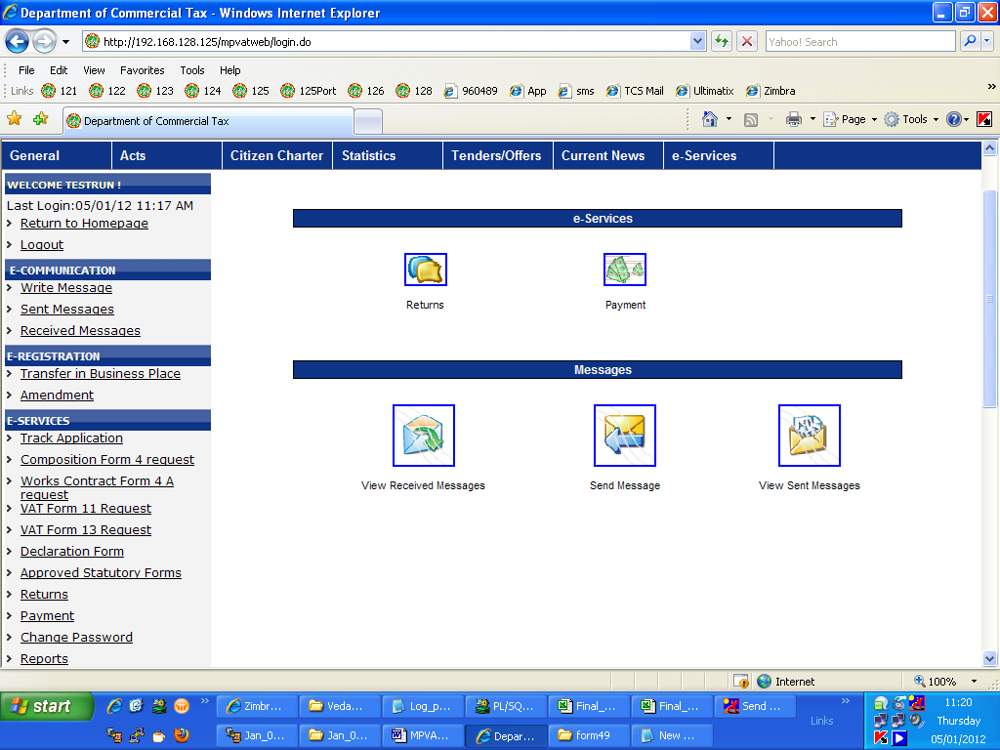 Department of Commercial Tax - Windows Internet Explorer
http://192.168.128.125/mpvatweb/login.do
Yahoo! Search
File Edit View Favorites Tools Help
Links 121 122 123 124 125 125Port 126 128 960489 App sms TCS Mail Ultimatix Zimbra »
Department of Commercial Tax
Page Tools
General Acts Citizen Charter Statistics Tenders/Offers Current News e-Services
WELCOME TESTRUN !
Last Login:05/01/12 11:17 AM
Return to Homepage
Logout
E-COMMUNICATION
Write Message
Sent Messages
Received Messages
E-REGISTRATION
Transfer in Business Place
Amendment
E-SERVICES
Track Application
Composition Form 4 request
Works Contract Form 4 A
request
VAT Form 11 Request
VAT Form 13 Request
Declaration Form
Approved Statutory Forms
Returns
Payment
Change Password
Reports
e-Services
Returns Payment
Messages
View Received Messages Send Message View Sent Messages
Internet 100%
start » Zimbr... Veda... Log_p... PL/SQ... Final_... Final_... Send ... » 11:20
Links Thursday
Jan_0... Jan_0... MPVA... Depar... form49 New ... 05/01/2012